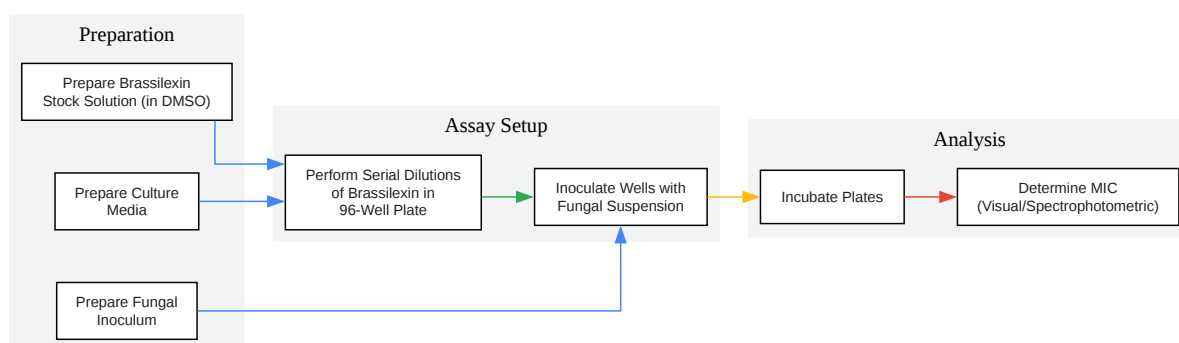 Preparation
Prepare Brassilexin
Stock Solution (in DMSO)
Prepare Culture
Media
Prepare Fungal
Inoculum
Assay Setup
Perform Serial Dilutions
of Brassilexin in
96-Well Plate
Inoculate Wells with
Fungal Suspension
Analysis
Incubate Plates
Determine MIC
(Visual/Spectrophotometric)